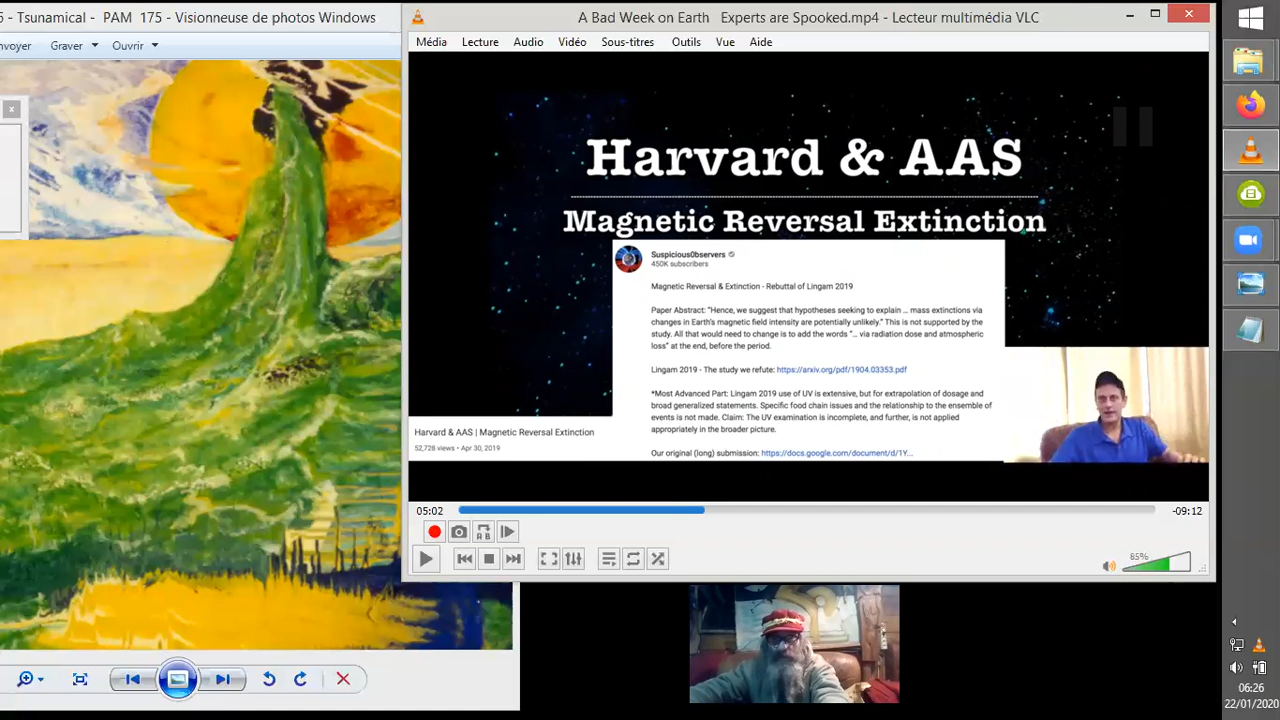 5 - Tsunamical - PAM 175 - Visionneuse de photos Windows
nvoyer Graver Ouvrir
x
A Bad Week on Earth Experts are Spooked.mp4 - Lecteur multimédia VLC
Média Lecture Audio Vidéo Sous-titres Outils Vue Aide
Harvard & AAS
Magnetic Reversal Extinction
Suspicious0bservers
450K subscribers
Magnetic Reversal & Extinction - Rebuttal of Lingam 2019
Paper Abstract: "Hence, we suggest that hypotheses seeking to explain ... mass extinctions via
changes in Earth's magnetic field intensity are potentially unlikely." This is not supported by the
study. All that would need to change is to add the words "... via radiation dose and atmospheric
loss" at the end, before the period.
Lingam 2019 - The study we refute: https://arxiv.org/pdf/1904.03353.pdf
*Most Advanced Part: Lingam 2019 use of UV is extensive, but for extrapolation of dosage and
broad generalized statements. Specific food chain issues and the relationship to the ensemble of
events is not made. Claim: The UV examination is incomplete, and further, is not applied
appropriately in the broader picture.
Our original (long) submission: https://docs.google.com/document/d/1Y...
Harvard & AAS | Magnetic Reversal Extinction
52,728 views • Apr 30, 2019
05:02
-09:12
A B
85%
06:26
22/01/2020